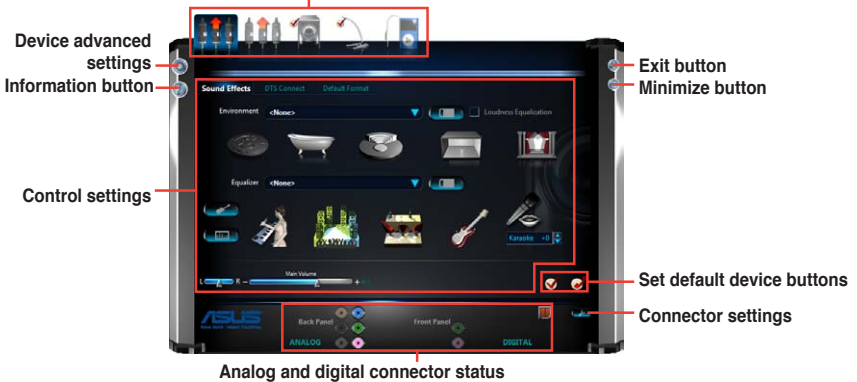 Device advanced
settings
Information button
Exit button
Minimize button
Sound Effects DTS Connect Default Format
Environment <None> Loudness Equalization
Equalizer <None>
Control settings
Karaoke +0
L R - Main Volume +
Set default device buttons
ASUS
Back Panel Front Panel
ANALOG DIGITAL
Connector settings
Analog and digital connector status